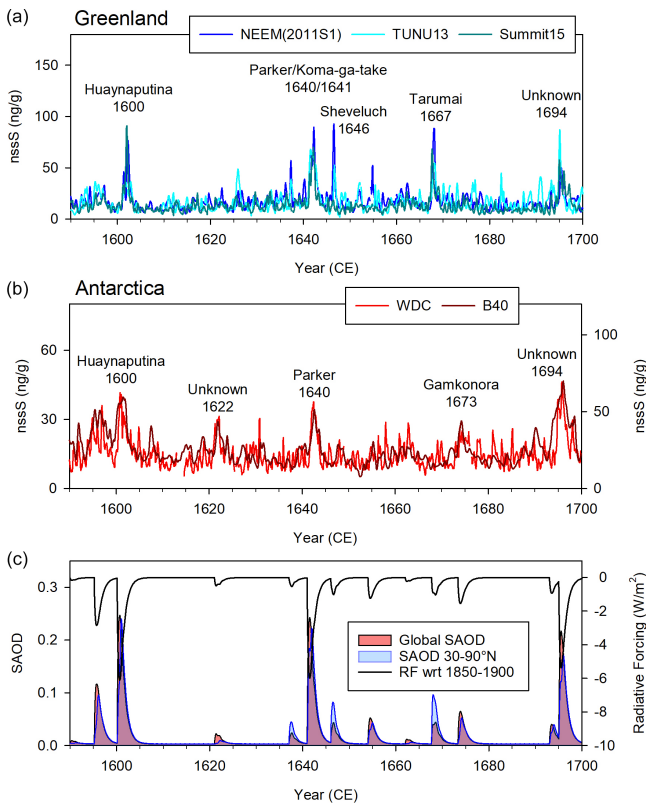 (a) Greenland
NEEM(2011S1) TUNU13 Summit15
nssS (ng/g)
180
150
100
50
0
Huaynaputina
1600
Parker/Koma-ga-take
1640/1641
Sheveluch
1646
Tarumai
1667
Unknown
1694
1600 1620 1640 1660 1680 1700
Year (CE)
(b) Antarctica
WDC B40
nssS (ng/g)
60
30
0
Huaynaputina
1600
Unknown
1622
Parker
1640
Gamkonora
1673
Unknown
1694
100
50
0
nssS (ng/g)
1600 1620 1640 1660 1680 1700
Year (CE)
(c)
SAOD
0.3
0.2
0.1
0.0
Global SAOD
SAOD 30-90°N
RF wrt 1850-1900
0
-2
-4
-6
-8
-10
Radiative Forcing (W/m²)
1600 1620 1640 1660 1680 1700
Year (CE)